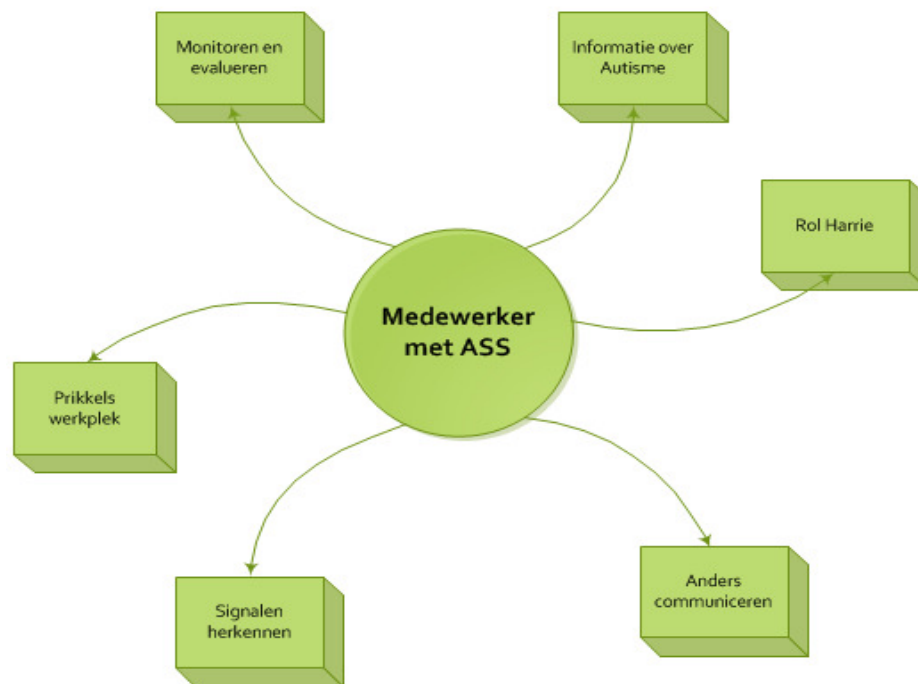 Monitoren en
evalueren
Informatie over
Autisme
Rol Harrie
Medewerker
met ASS
Prikkels
werkplek
Signalen
herkennen
Anders
communiceren